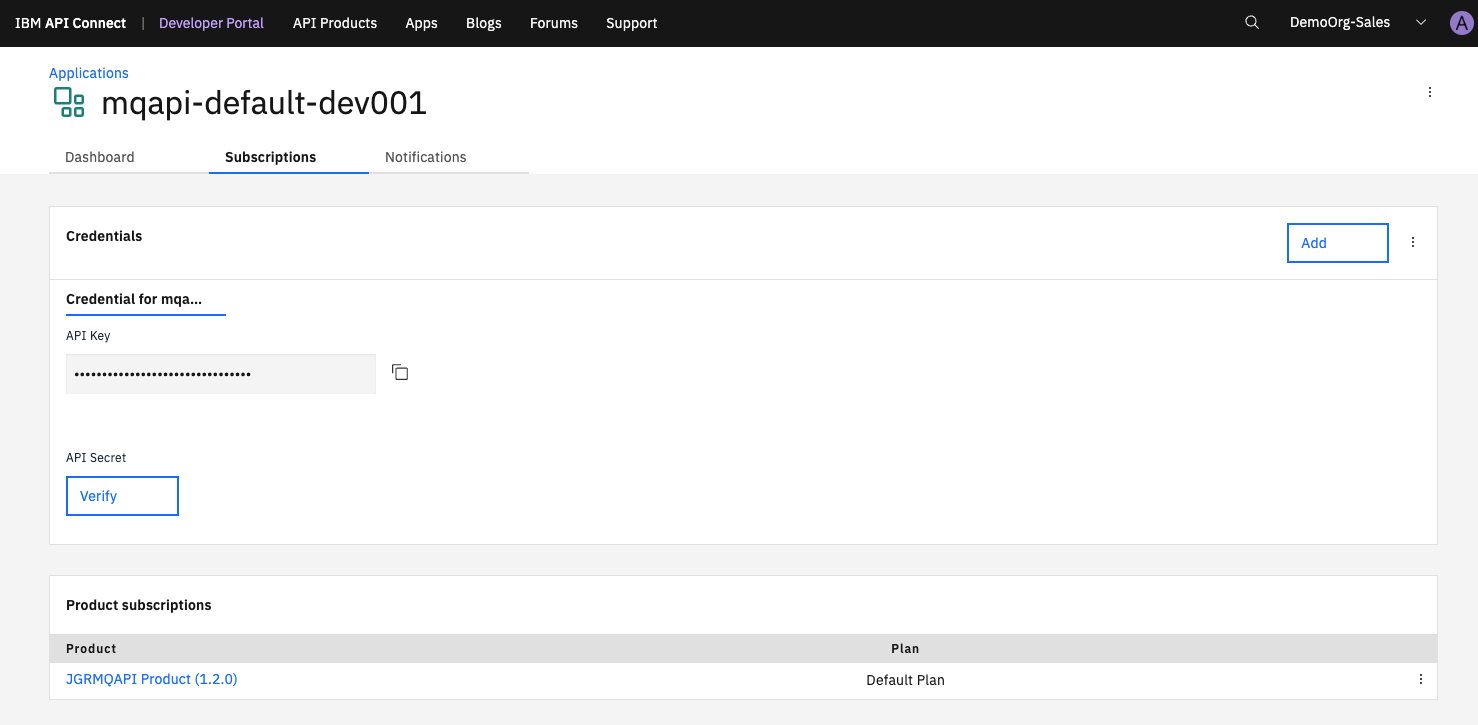 IBM API Connect | Developer Portal API Products Apps Blogs Forums Support DemoOrg-Sales A
Applications
mqapi-default-dev001
Dashboard Subscriptions Notifications
Credentials Add
Credential for mqa...
API Key
••••••••••••••••••••••••••••••••
API Secret
Verify
Product subscriptions
Product Plan
JGRMQAPI Product (1.2.0) Default Plan